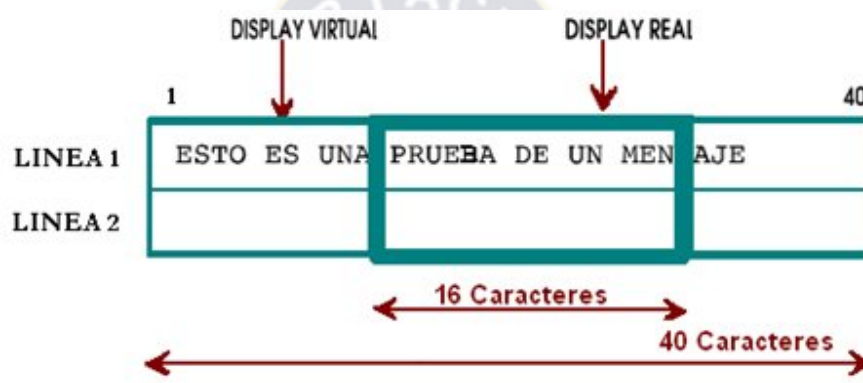 DISPLAY VIRTUAL DISPLAY REAL
1 40
LINEA 1 ESTO ES UNA PRUEBA DE UN MEN AJE
LINEA 2
16 Caracteres
40 Caracteres